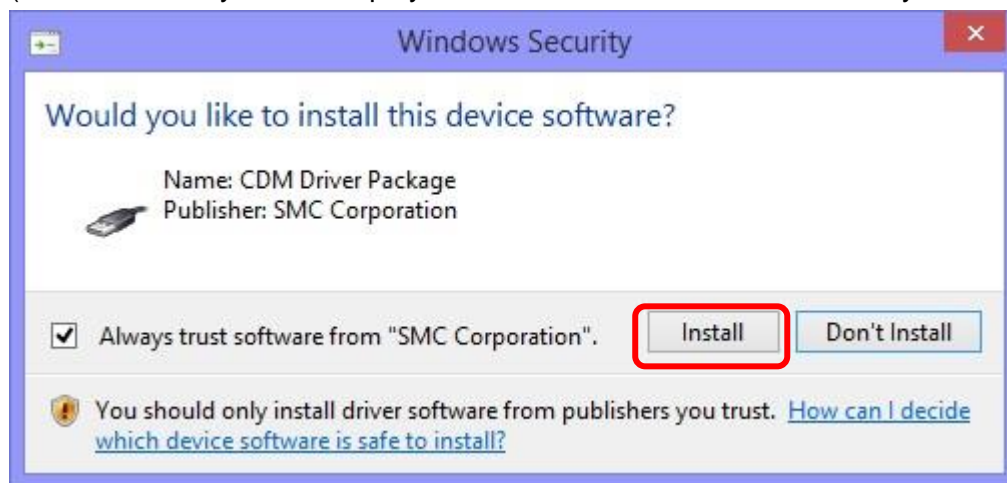 Windows Security
Would you like to install this device software?
Name: CDM Driver Package
Publisher: SMC Corporation
Always trust software from "SMC Corporation". Install Don't Install
You should only install driver software from publishers you trust. How can I decide
which device software is safe to install?